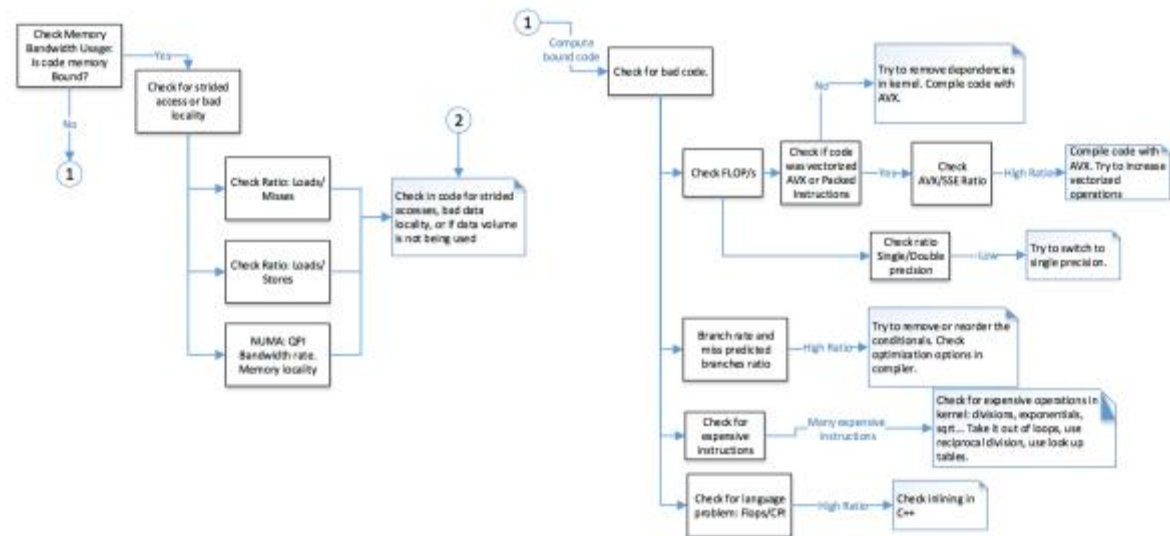 Check Memory
Bandwidth Usage:
Is code memory
Bound?
Yes
No
1
Check for strided
access or bad
locality
Check Ratio: Loads/
Misses
Check Ratio: Loads/
Stores
NUMA: QPI
Bandwidth rate.
Memory locality
2
Check in code for strided
accesses, bad data
locality, or if data volume
is not being used
1
Compute
bound code
Check for bad code.
Check FLOP/s
Check if code
was vectorized
AVX or Packed
Instructions
No
Try to remove dependencies
in kernel. Compile code with
AVX.
Yes
Check
AVX/SSE Ratio
High Ratio
Compile code with
AVX. Try to increase
vectorized
operations
Check ratio
Single/Double
precision
Low
Try to switch to
single precision.
Branch rate and
miss predicted
branches ratio
High Ratio
Try to remove or reorder the
conditionals. Check
optimization options in
compiler.
Check for
expensive
instructions
Many expensive
instructions
Check for expensive operations in
kernel: divisions, exponentials,
sqrt... Take it out of loops, use
reciprocal division, use look up
tables.
Check for language
problem: Flops/CPI
High Ratio
Check inlining in
C++